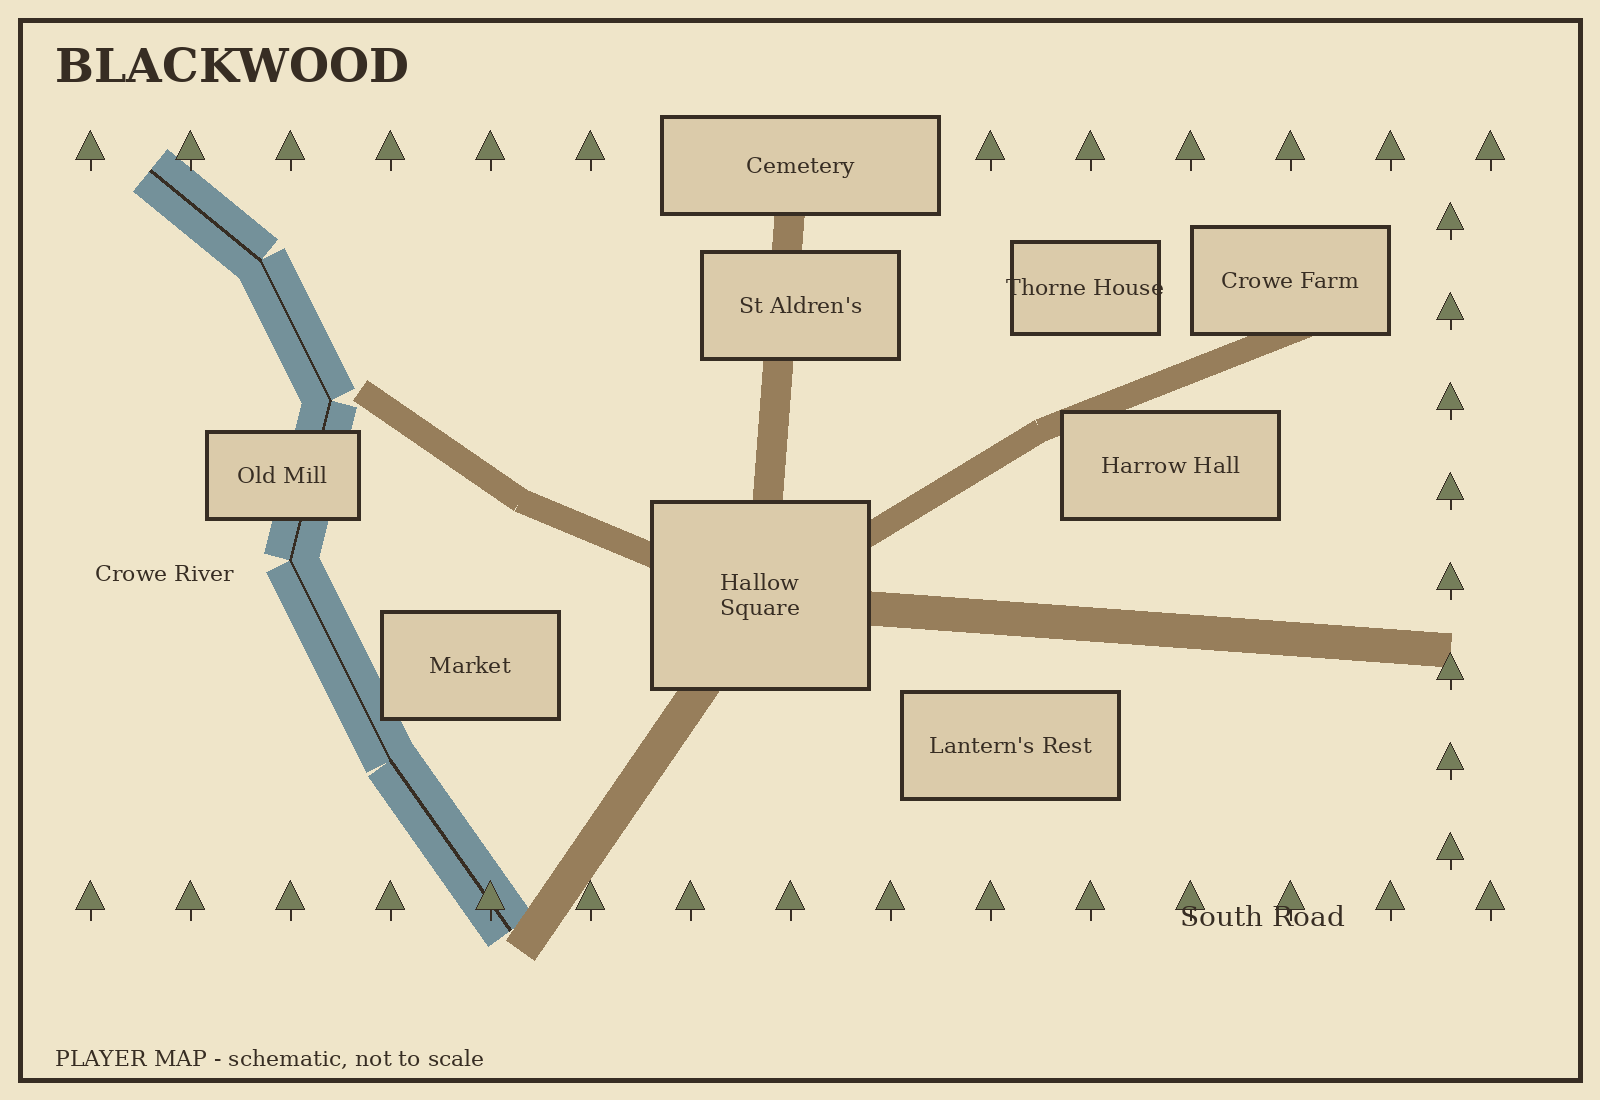 BLACKWOOD
Cemetery
St Aldren's
Thorne House
Crowe Farm
Old Mill
Harrow Hall
Crowe River
Hallow
Square
Market
Lantern's Rest
South Road
PLAYER MAP - schematic, not to scale